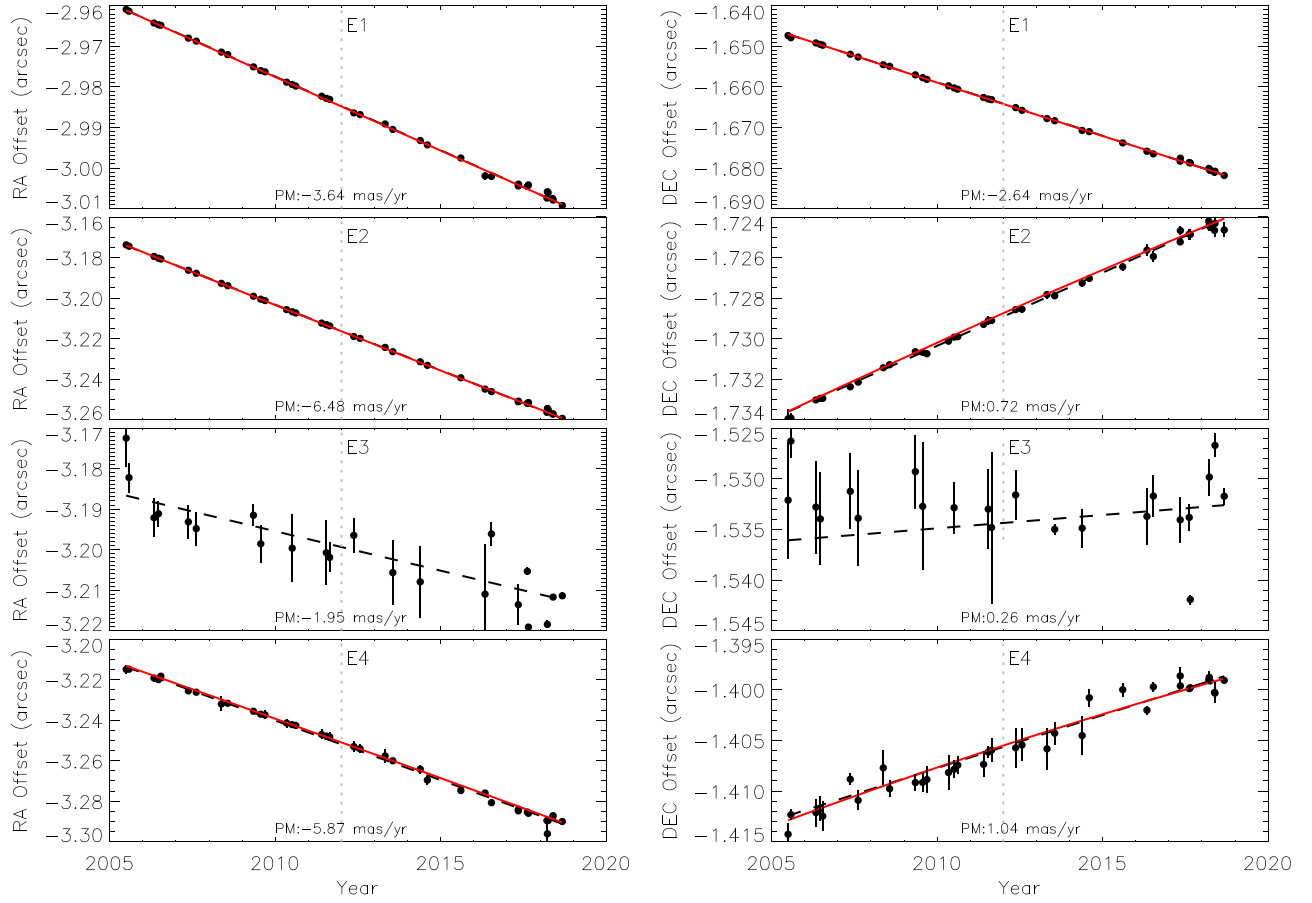 RA Offset (arcsec)
−2.96
−2.97
−2.98
−2.99
−3.00
−3.01
E1
PM:−3.64 mas/yr
DEC Offset (arcsec)
−1.640
−1.650
−1.660
−1.670
−1.680
−1.690
E1
PM:−2.64 mas/yr
RA Offset (arcsec)
−3.16
−3.18
−3.20
−3.22
−3.24
−3.26
E2
PM:−6.48 mas/yr
DEC Offset (arcsec)
−1.724
−1.726
−1.728
−1.730
−1.732
−1.734
E2
PM:0.72 mas/yr
RA Offset (arcsec)
−3.17
−3.18
−3.19
−3.20
−3.21
−3.22
E3
PM:−1.95 mas/yr
DEC Offset (arcsec)
−1.525
−1.530
−1.535
−1.540
−1.545
E3
PM:0.26 mas/yr
RA Offset (arcsec)
−3.20
−3.22
−3.24
−3.26
−3.28
−3.30
E4
PM:−5.87 mas/yr
2005 2010 2015 2020
Year
DEC Offset (arcsec)
−1.395
−1.400
−1.405
−1.410
−1.415
E4
PM:1.04 mas/yr
2005 2010 2015 2020
Year